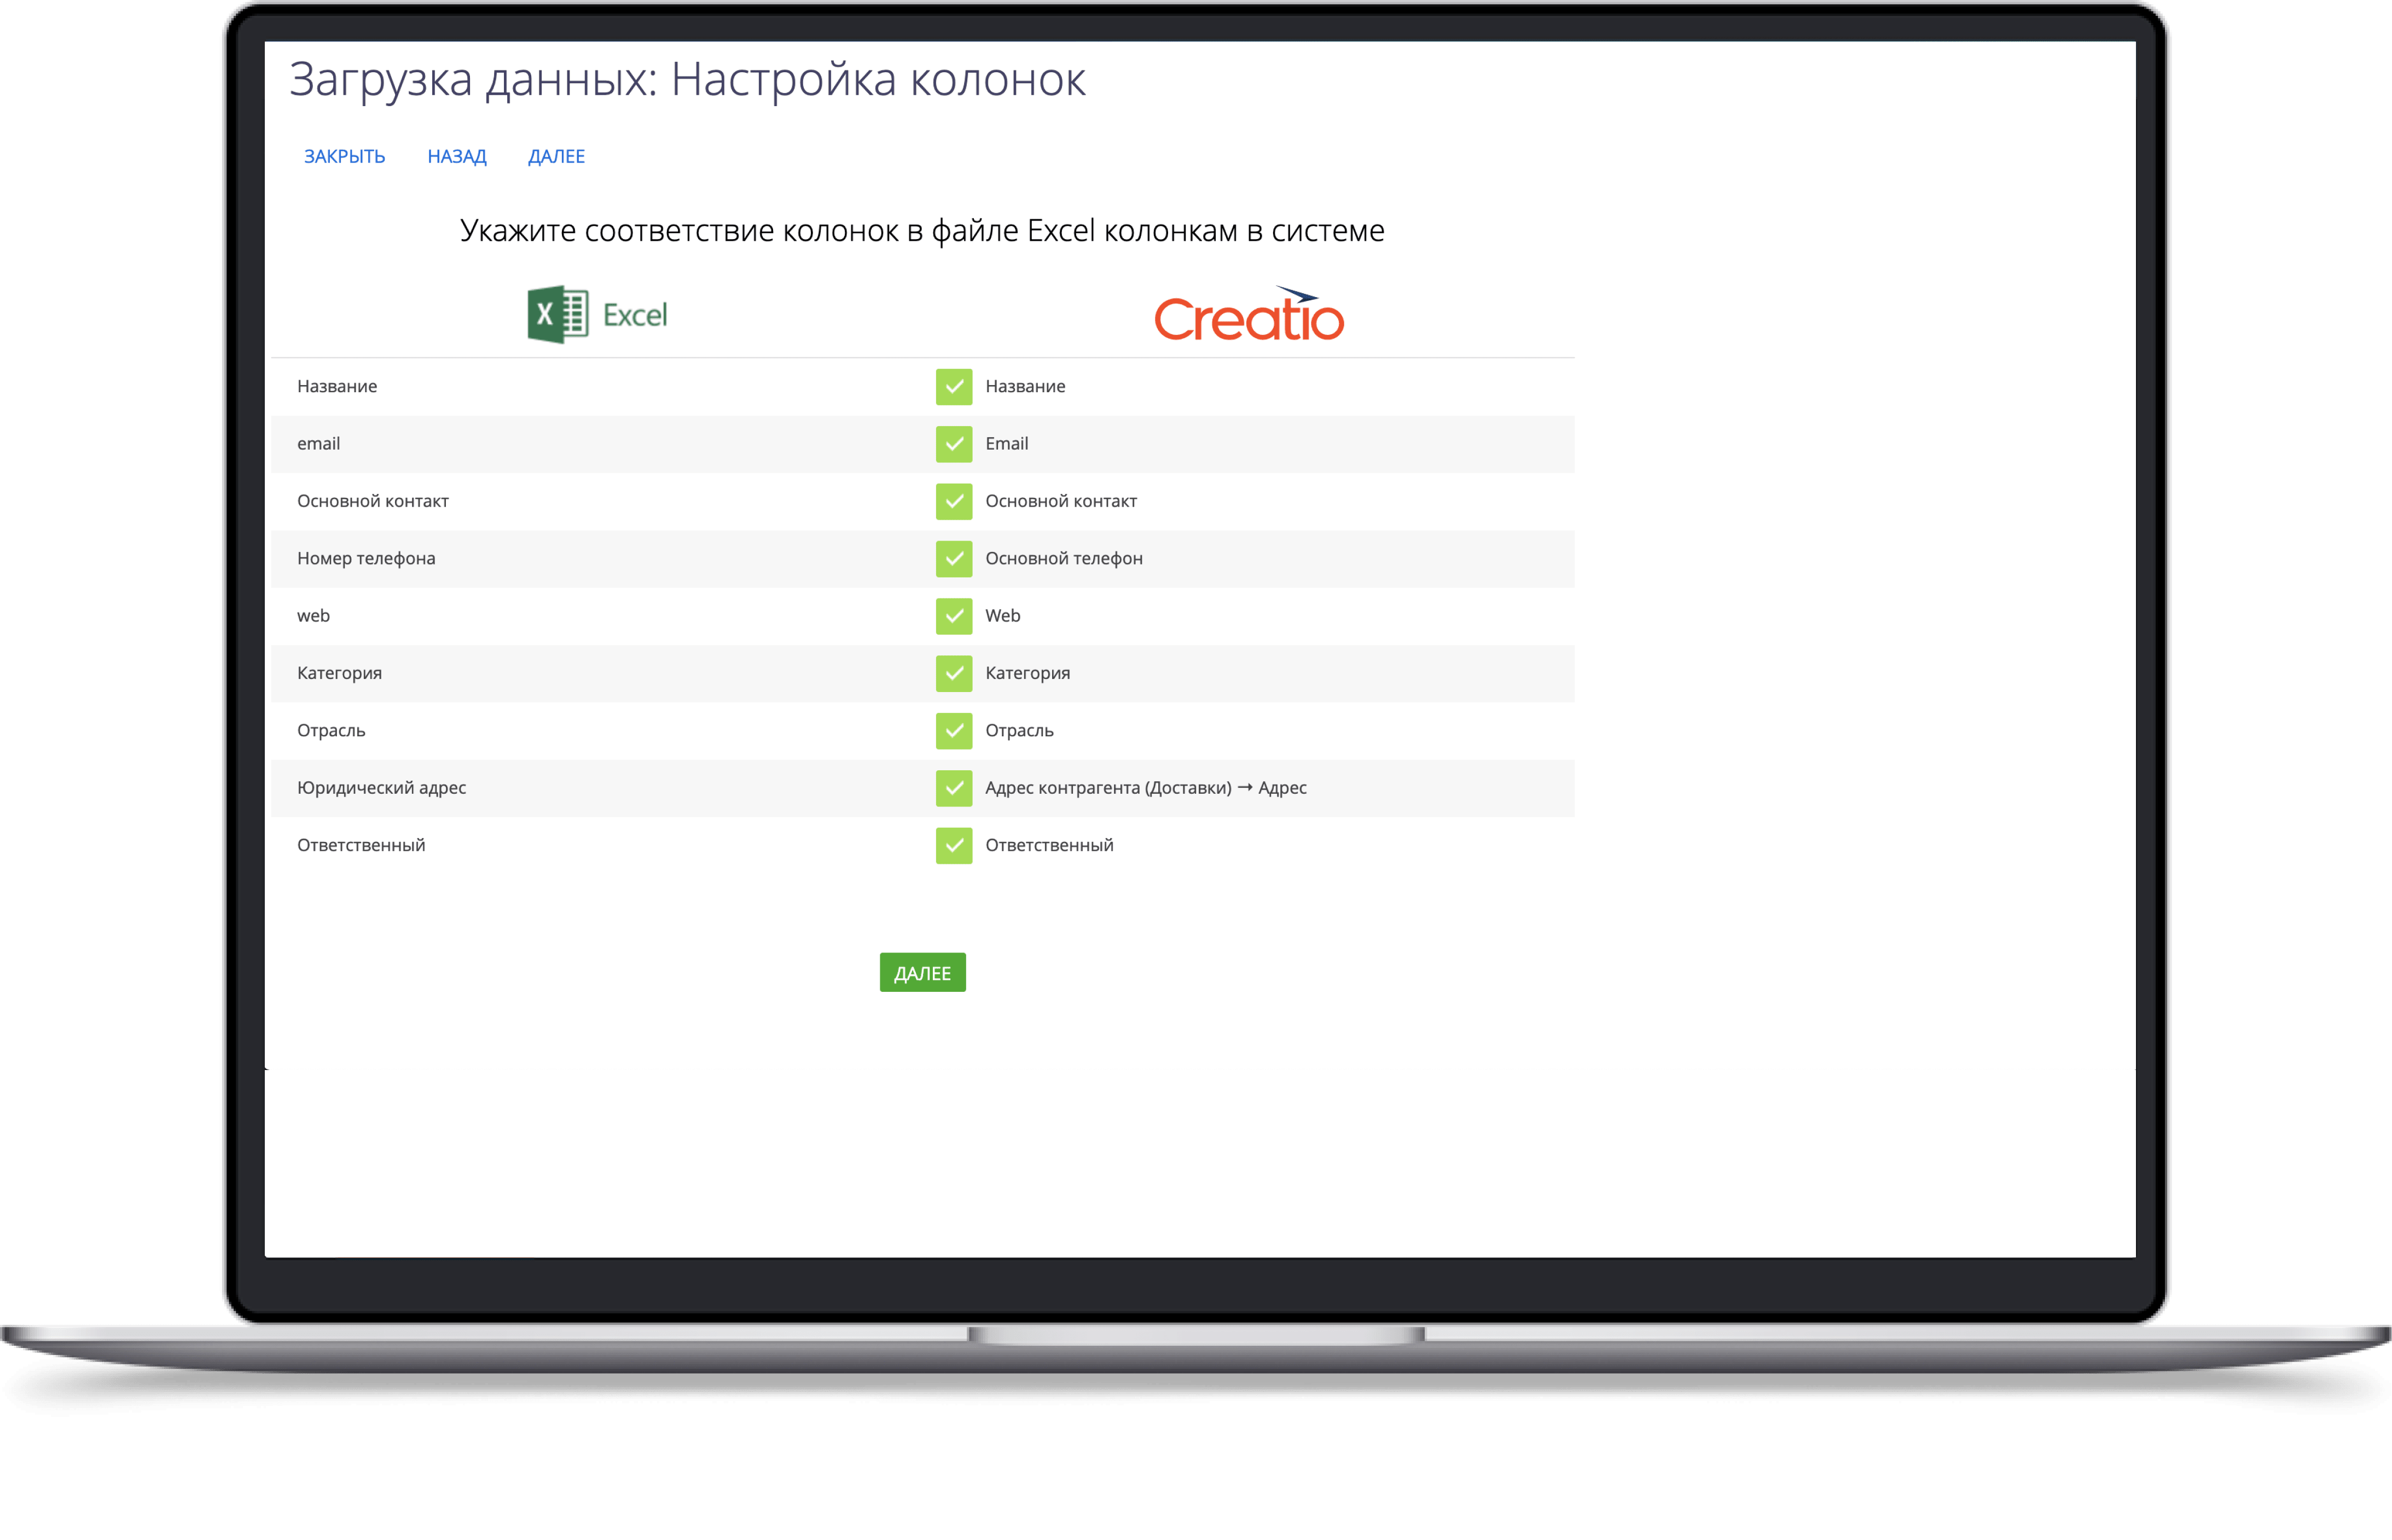 Загрузка данных: Настройка колонок
ЗАКРЫТЬ НАЗАД ДАЛЕЕ
Укажите соответствие колонок в файле Excel колонкам в системе
X Excel Creatio
Название Название
email Email
Основной контакт Основной контакт
Номер телефона Основной телефон
web Web
Категория Категория
Отрасль Отрасль
Юридический адрес Адрес контрагента (Доставки) → Адрес
Ответственный Ответственный
ДАЛЕЕ